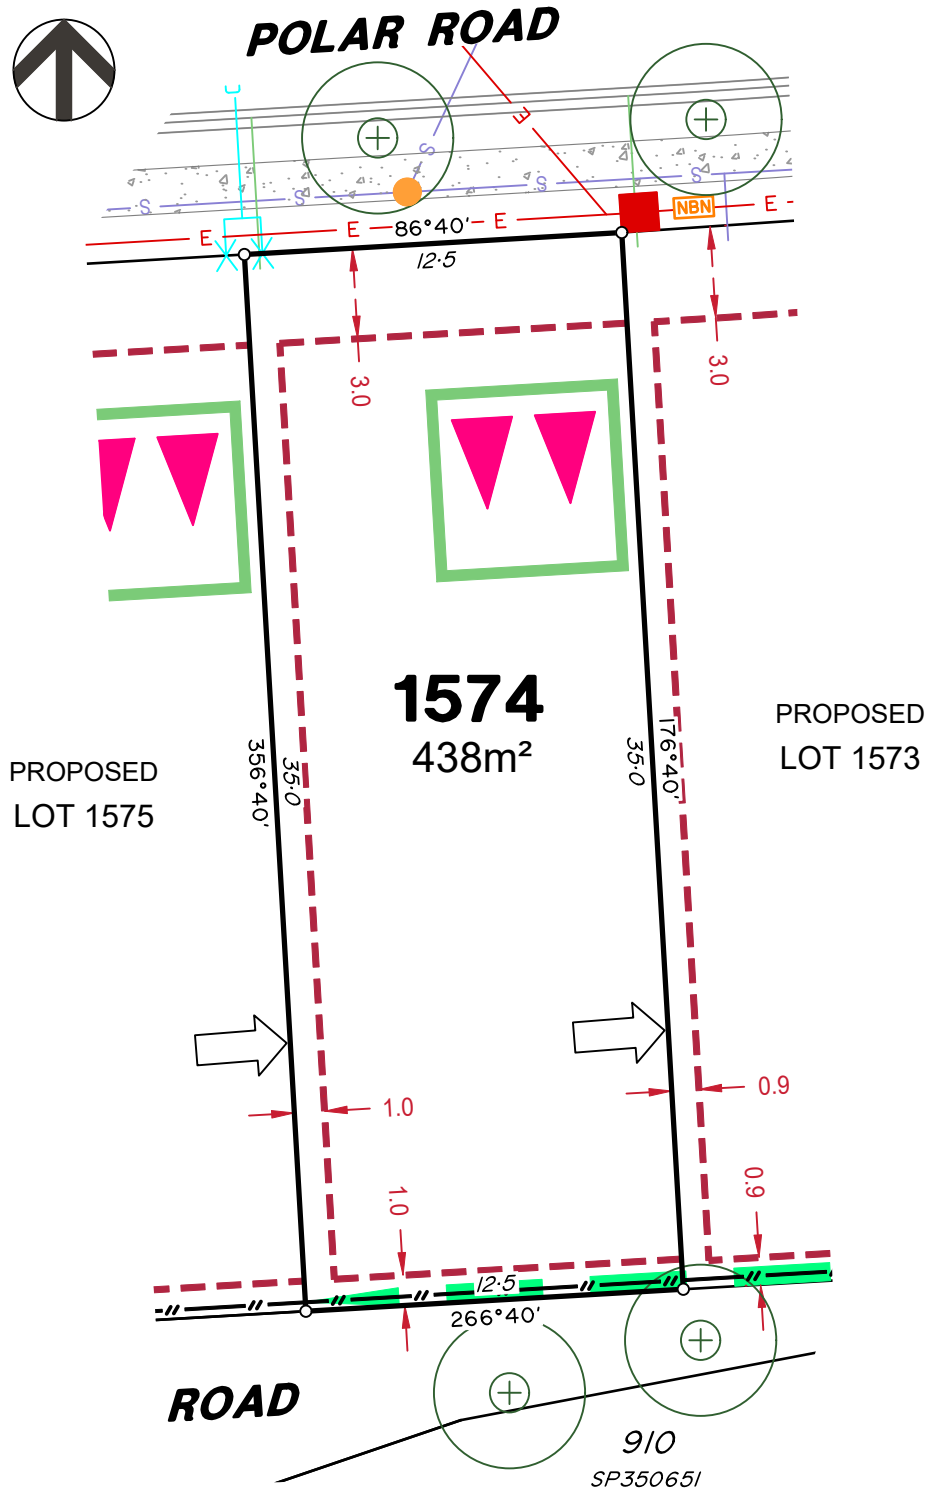 POLAR ROAD
E
S
S
S
NBN
E
E
E
E
86°40'
12·5
3.0
3.0
1574
438m²
PROPOSED
LOT 1573
PROPOSED
LOT 1575
356°40'
35·0
35·0
176°40'
0.9
1.0
1.0
0.9
12·5
266°40'
ROAD
910
SP350651